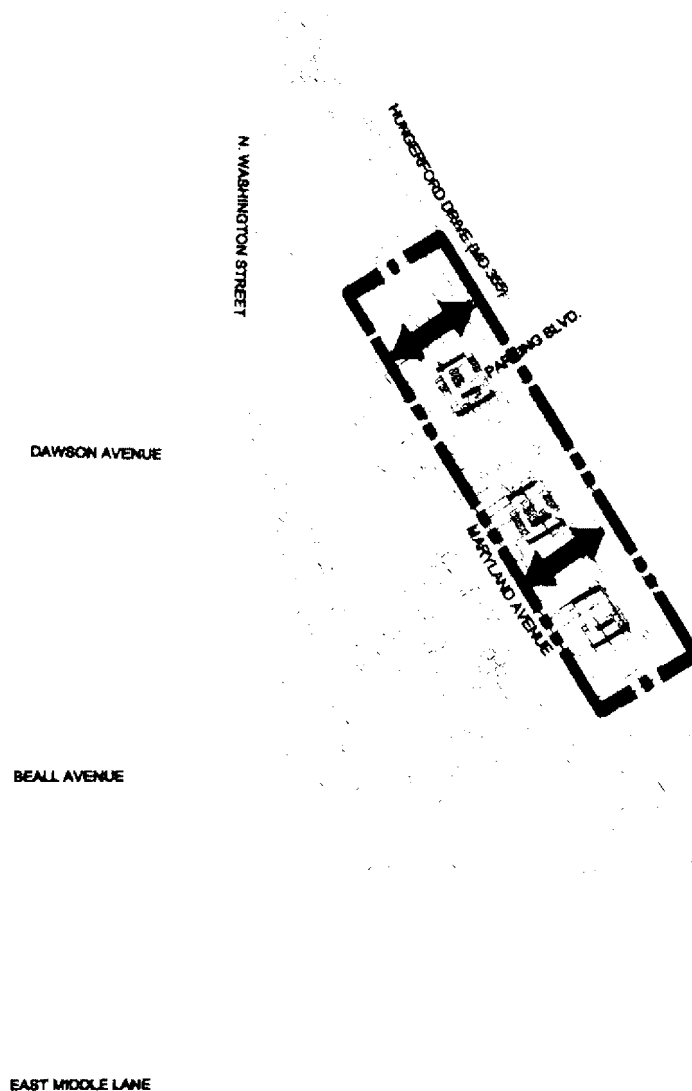 HUNGERFORD DRIVE (MD 355)
N. WASHINGTON STREET
PARKING BLVD.
DAWSON AVENUE
MARYLAND AVENUE
BEALL AVENUE
EAST MIDDLE LANE